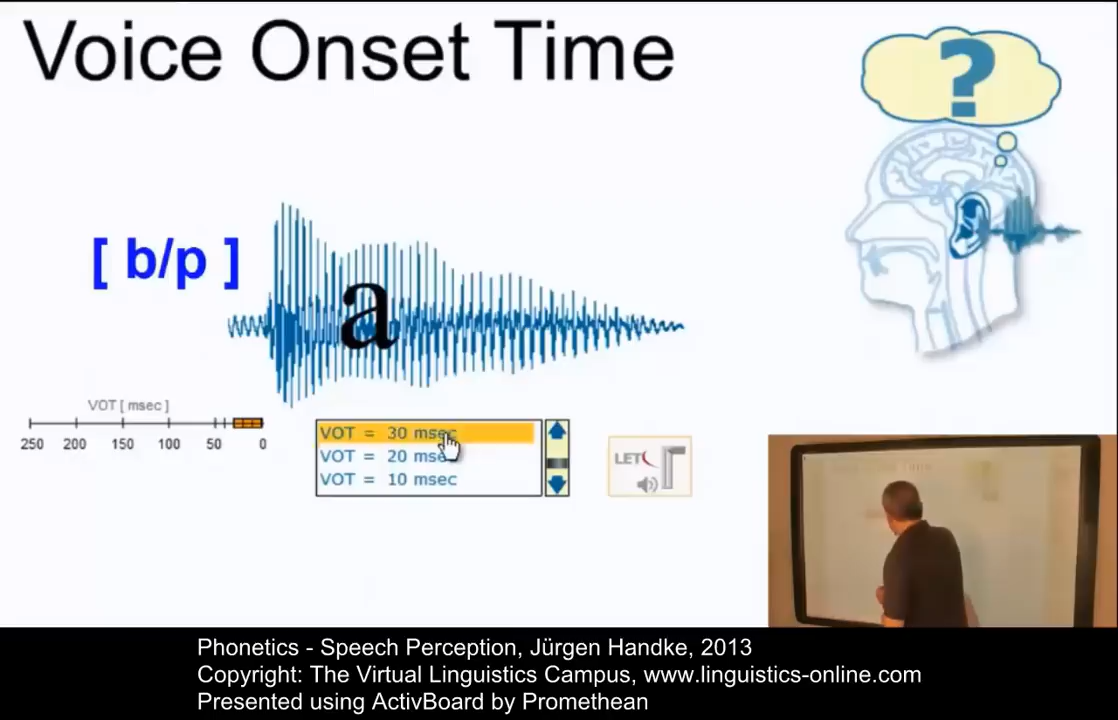 Voice Onset Time
?
[ b/p ]
a
VOT [ msec ]
250 200 150 100 50 0
VOT = 30 msec
VOT = 20 msec
VOT = 10 msec
LET
Phonetics - Speech Perception, Jürgen Handke, 2013
Copyright: The Virtual Linguistics Campus, www.linguistics-online.com
Presented using ActivBoard by Promethean